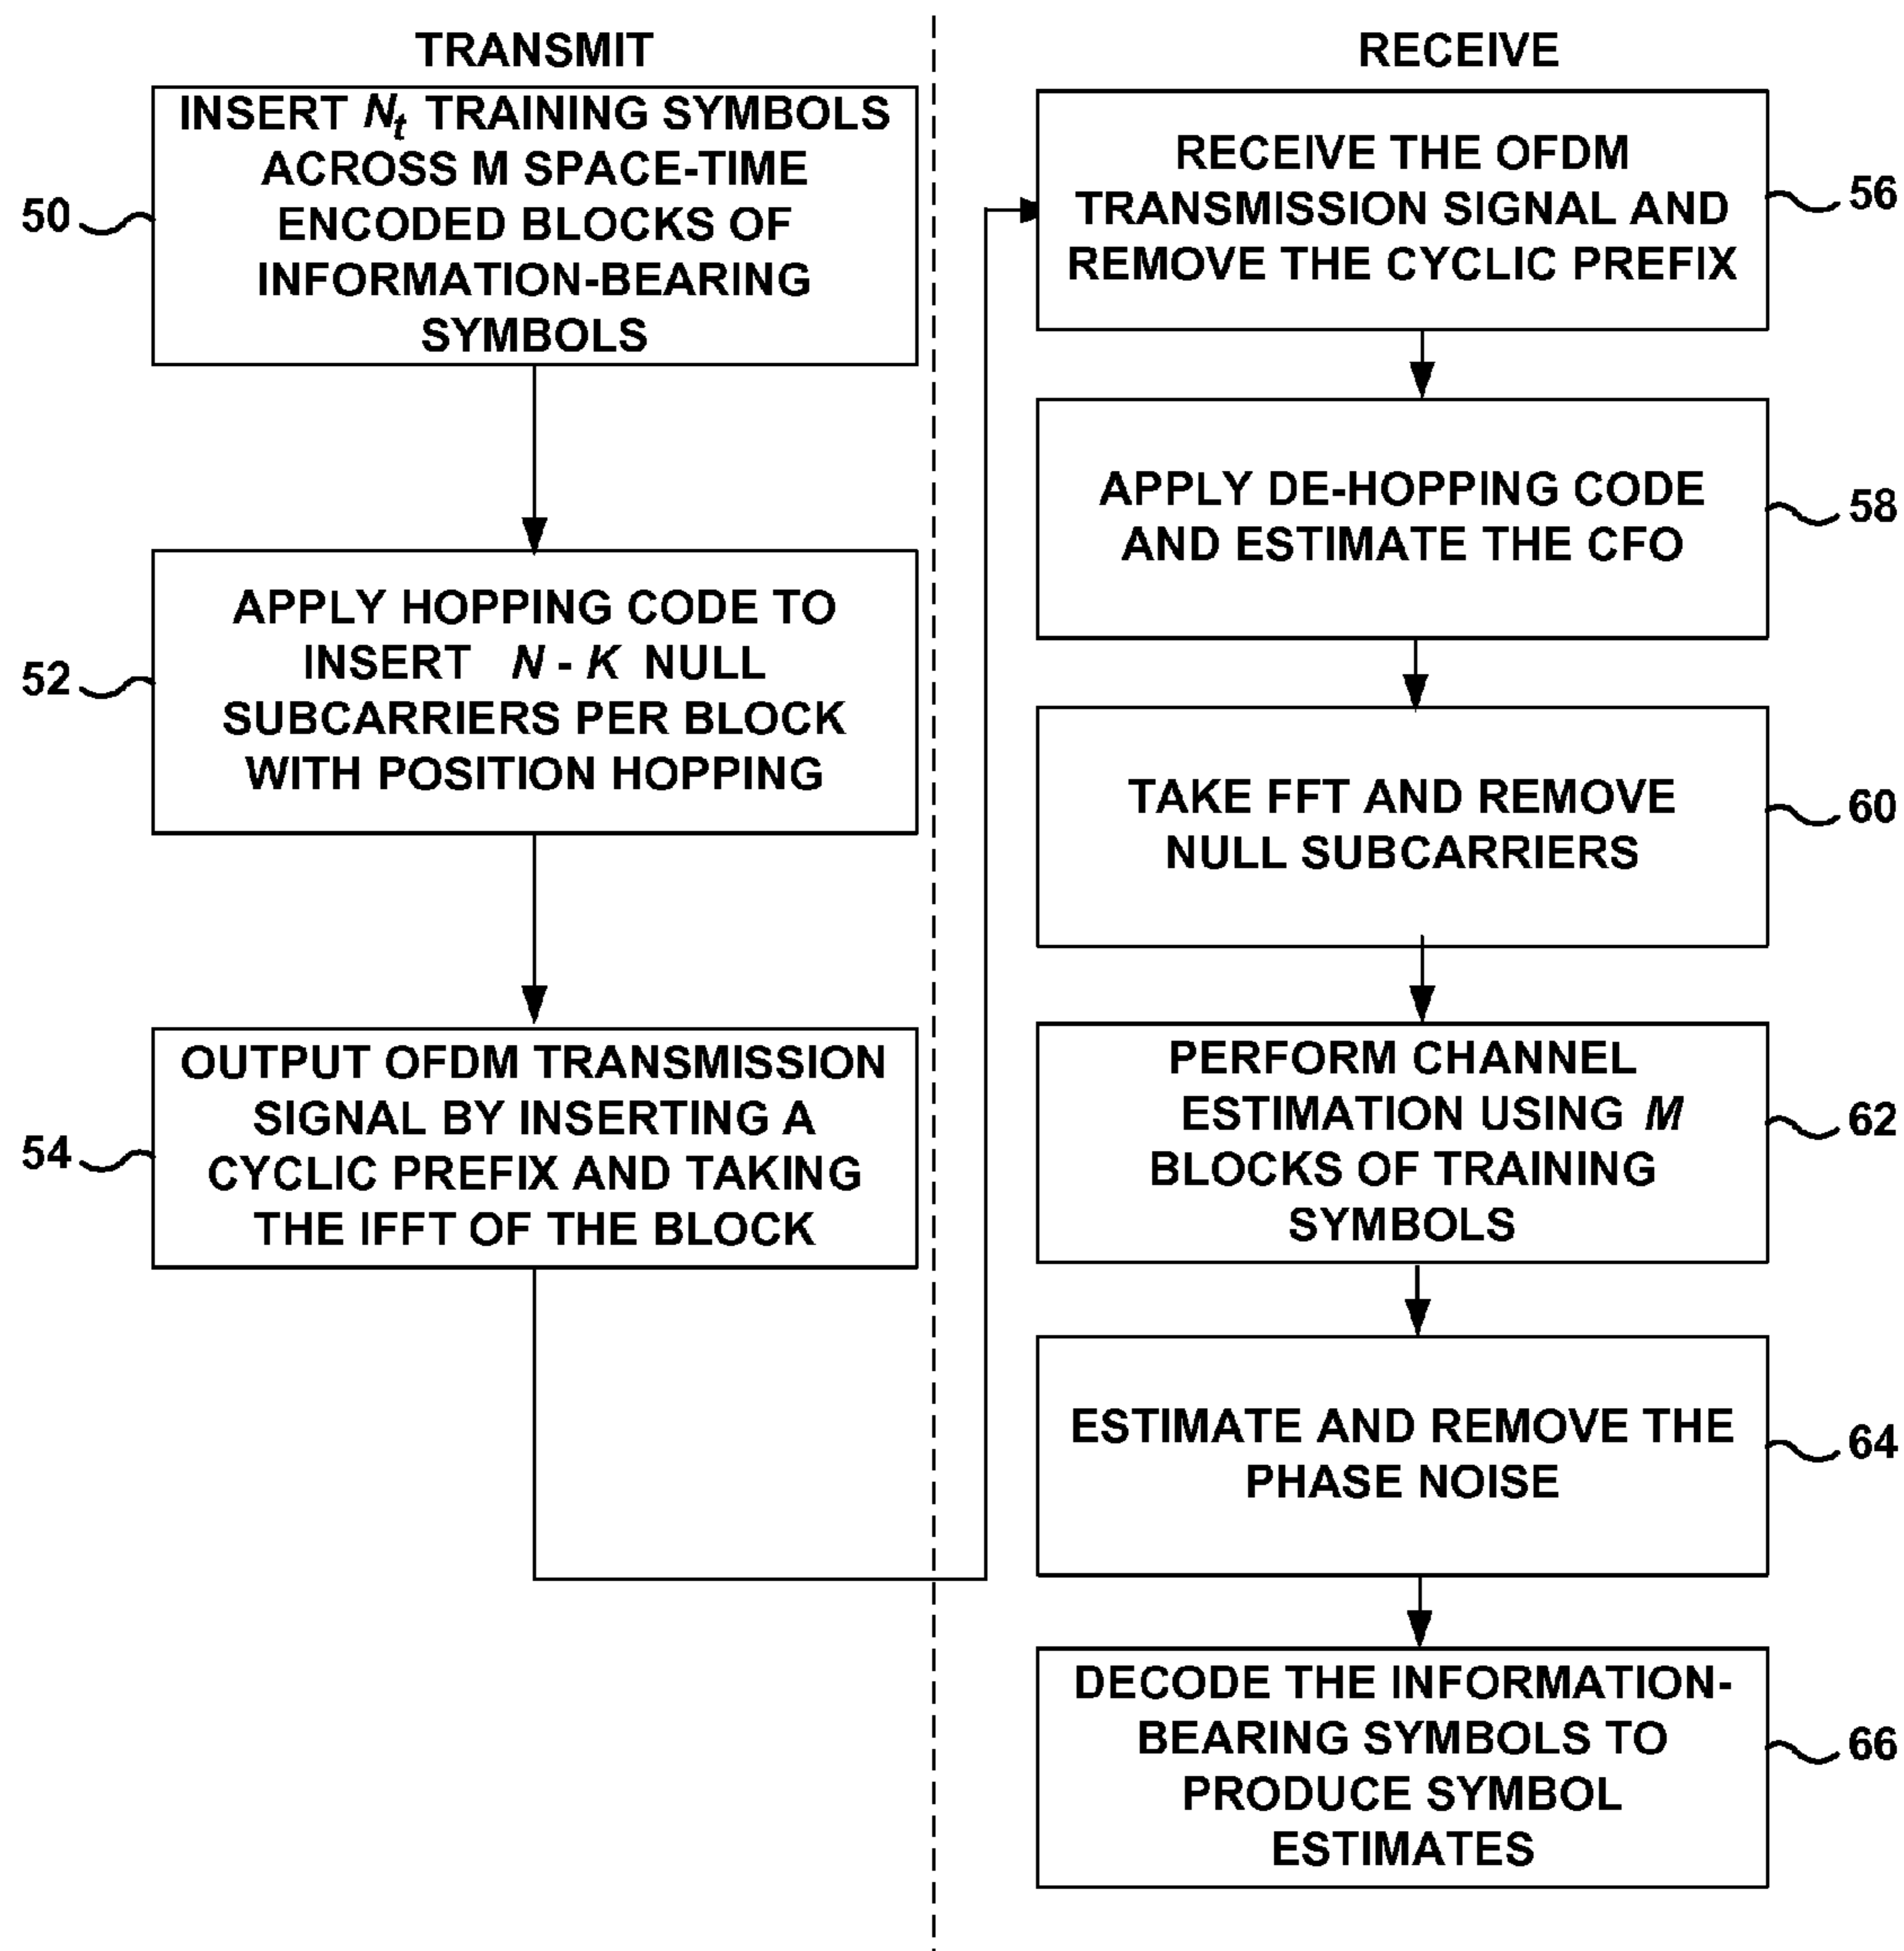 TRANSMIT
INSERT Nt TRAINING SYMBOLS
ACROSS M SPACE-TIME
ENCODED BLOCKS OF
INFORMATION-BEARING
SYMBOLS
50
APPLY HOPPING CODE TO
INSERT N - K NULL
SUBCARRIERS PER BLOCK
WITH POSITION HOPPING
52
OUTPUT OFDM TRANSMISSION
SIGNAL BY INSERTING A
CYCLIC PREFIX AND TAKING
THE IFFT OF THE BLOCK
54
RECEIVE
RECEIVE THE OFDM
TRANSMISSION SIGNAL AND
REMOVE THE CYCLIC PREFIX
56
APPLY DE-HOPPING CODE
AND ESTIMATE THE CFO
58
TAKE FFT AND REMOVE
NULL SUBCARRIERS
60
PERFORM CHANNEL
ESTIMATION USING M
BLOCKS OF TRAINING
SYMBOLS
62
ESTIMATE AND REMOVE THE
PHASE NOISE
64
DECODE THE INFORMATION-
BEARING SYMBOLS TO
PRODUCE SYMBOL
ESTIMATES
66